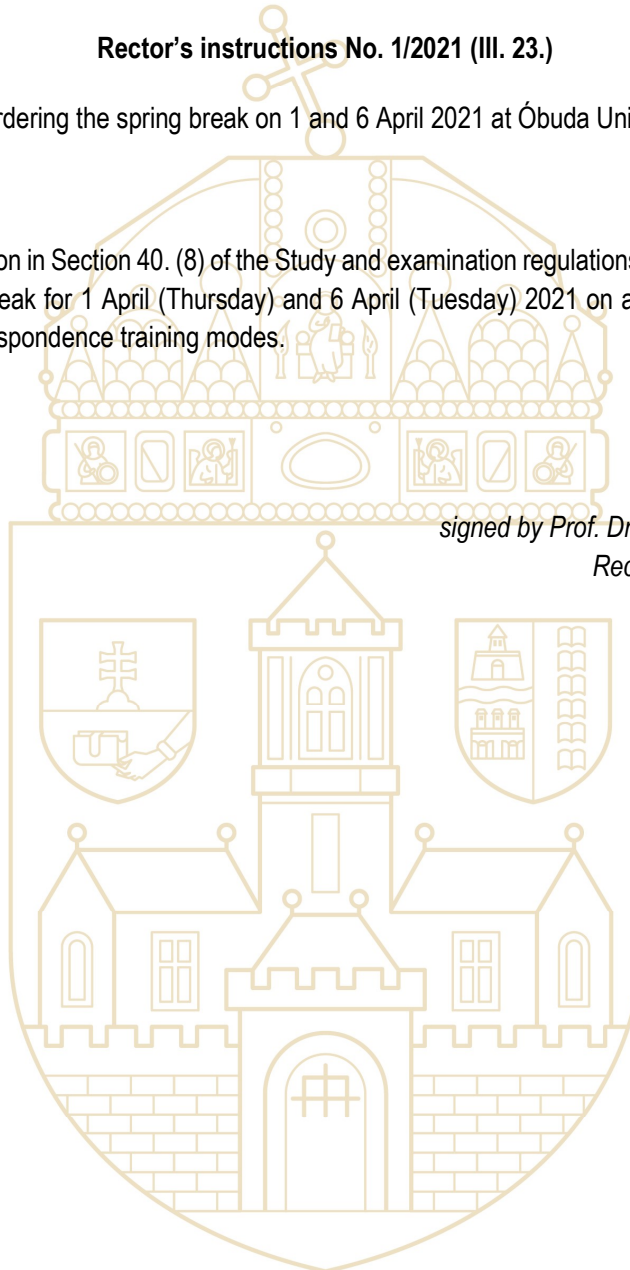 Rector’s instructions No. 1/2021 (III. 23.)
rdering the spring break on 1 and 6 April 2021 at Óbuda Uni
on in Section 40. (8) of the Study and examination regulations
eak for 1 April (Thursday) and 6 April (Tuesday) 2021 on a
spondence training modes.
signed by Prof. Dr
Rec